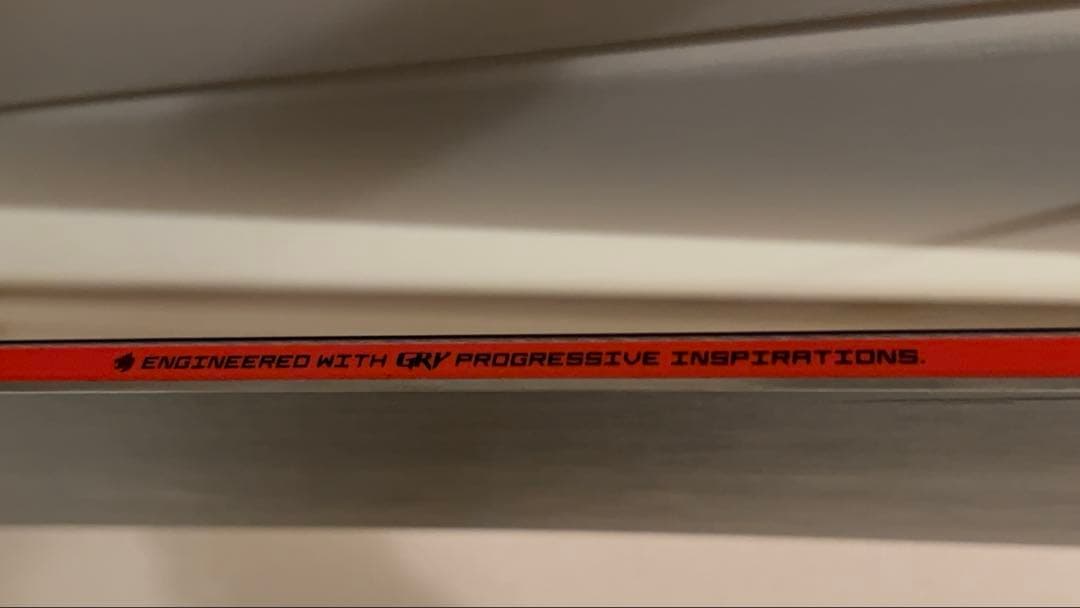 ENGINEERED WITH GRV PROGRESSIVE INSPIRATIONS.